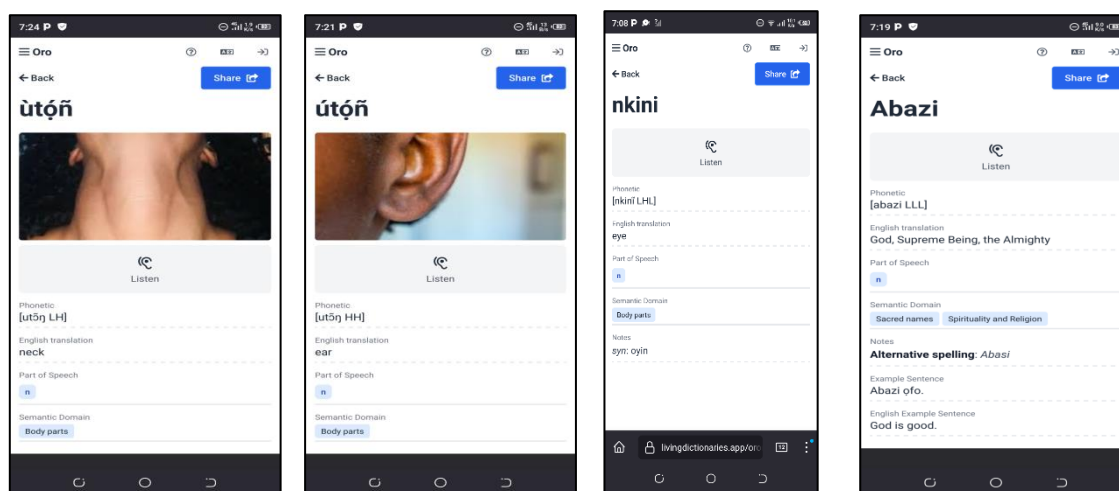 7:24 P
Oro
Back
Share
ùtọ́ñ
Listen
Phonetic
[utɔ̃ŋ LH]
English translation
neck
Part of Speech
n
Semantic Domain
Body parts
7:21 P
Oro
Back
Share
útọ́ñ
Listen
Phonetic
[utɔ̃ŋ HH]
English translation
ear
Part of Speech
n
Semantic Domain
Body parts
7:08 P
Oro
Back
Share
nkini
Listen
Phonetic
[nkinĩ LHL]
English translation
eye
Part of Speech
n
Semantic Domain
Body parts
Notes
syn: oyin
livingdictionaries.app/oro
12
7:19 P
Oro
Back
Share
Abazi
Listen
Phonetic
[abazi LLL]
English translation
God, Supreme Being, the Almighty
Part of Speech
n
Semantic Domain
Sacred names Spirituality and Religion
Notes
Alternative spelling: Abasi
Example Sentence
Abazi ọfo.
English Example Sentence
God is good.